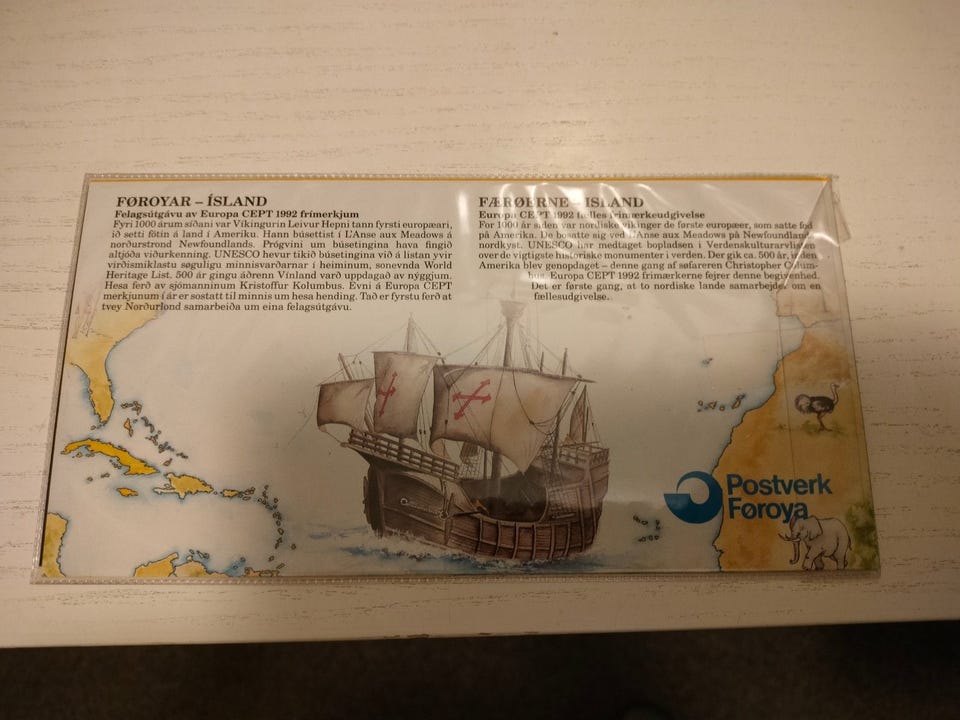 FØROYAR – ÍSLAND
Felagsútgávu av Europa CEPT 1992 frímerkjum
Fyri 1000 árum síðani var Víkingurin Leivur Hepni tann fyrsti europæari,
ið setti fótin á land í Ameriku. Hann búsettist í L'Anse aux Meadows á
norðurstrond Newfoundlands. Prógvini um búsetingina hava fingið
altjóða viðurkenning. UNESCO hevur tikið búsetingina við á listan yvir
virðismiklastu søguligu minnisvarðarnar í heiminum, sonevnda World
Heritage List. 500 ár gingu áðrenn Vínland varð uppdagað av nýggjum.
Hesa ferð av sjómanninum Kristoffur Kolumbus. Evni á Europa CEPT
merkjunum í ár er sostatt til minnis um hesa hending. Tað er fyrstu ferð at
tvey Norðurlond samarbeiða um eina felagsútgávu.
FÆRØERNE – ISLAND
Europa CEPT 1992 fælles frimærkeudgivelse
For 1000 år siden var nordiske vikinger de første europæer, som satte fod
på Amerika. De bosatte sig ved L'Anse aux Meadows på Newfoundland
nordkyst. UNESCO har medtaget bopladsen i Verdenskulturarvlisten
over de vigtigste historiske monumenter i verden. Der gik ca. 500 år, inden
Amerika blev genopdaget – denne gang af søfareren Christopher Colum-
bus. Europa CEPT 1992 frimærkerne fejrer denne begivenhed.
Det er første gang, at to nordiske lande samarbejder om en
fællesudgivelse.
Postverk
Føroya